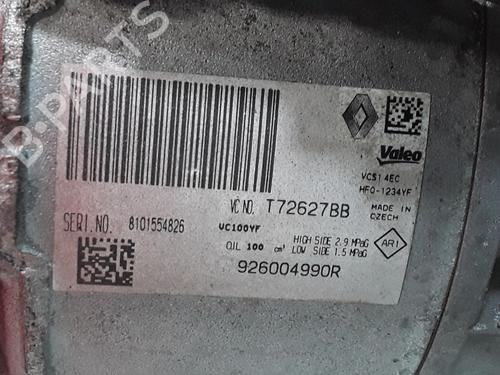 B-PARTS
Valeo
VCS14EC
HFO-1234YF
VC NO. T72627BB
MADE IN
CZECH
SERI.NO. 8101554826
VC100YF
OIL 100 cm³
HIGH SIDE 2.9 MPaG
LOW SIDE 1.5 MPaG
ARI
926004990R